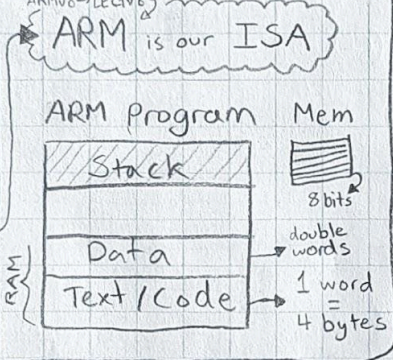 ARM is our ISA
ARM Program
Mem
Stack
8 bits
Data
double
words
RAM
Text/Code
1 word
=
4 bytes